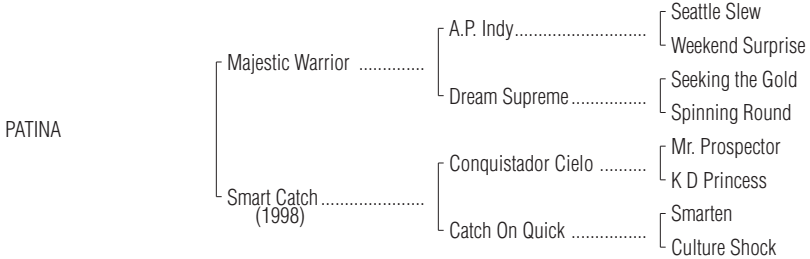 Seattle Slew
A.P. Indy..........................
Weekend Surprise
Majestic Warrior ..............
Seeking the Gold
Dream Supreme...............
Spinning Round
PATINA
Mr. Prospector
Conquistador Cielo ..........
K D Princess
Smart Catch.....................
(1998)
Smarten
Catch On Quick ...............
Culture Shock